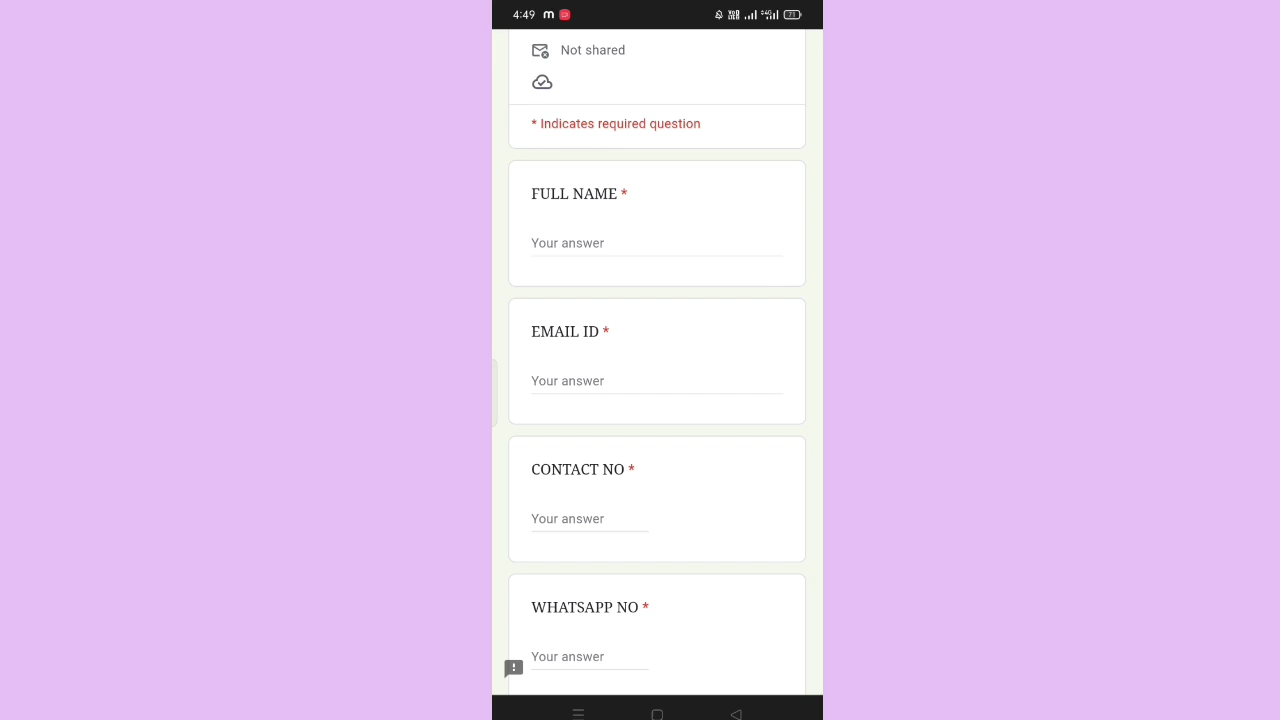 4:49 m 71
Not shared
* Indicates required question
FULL NAME *
Your answer
EMAIL ID *
Your answer
CONTACT NO *
Your answer
WHATSAPP NO *
Your answer